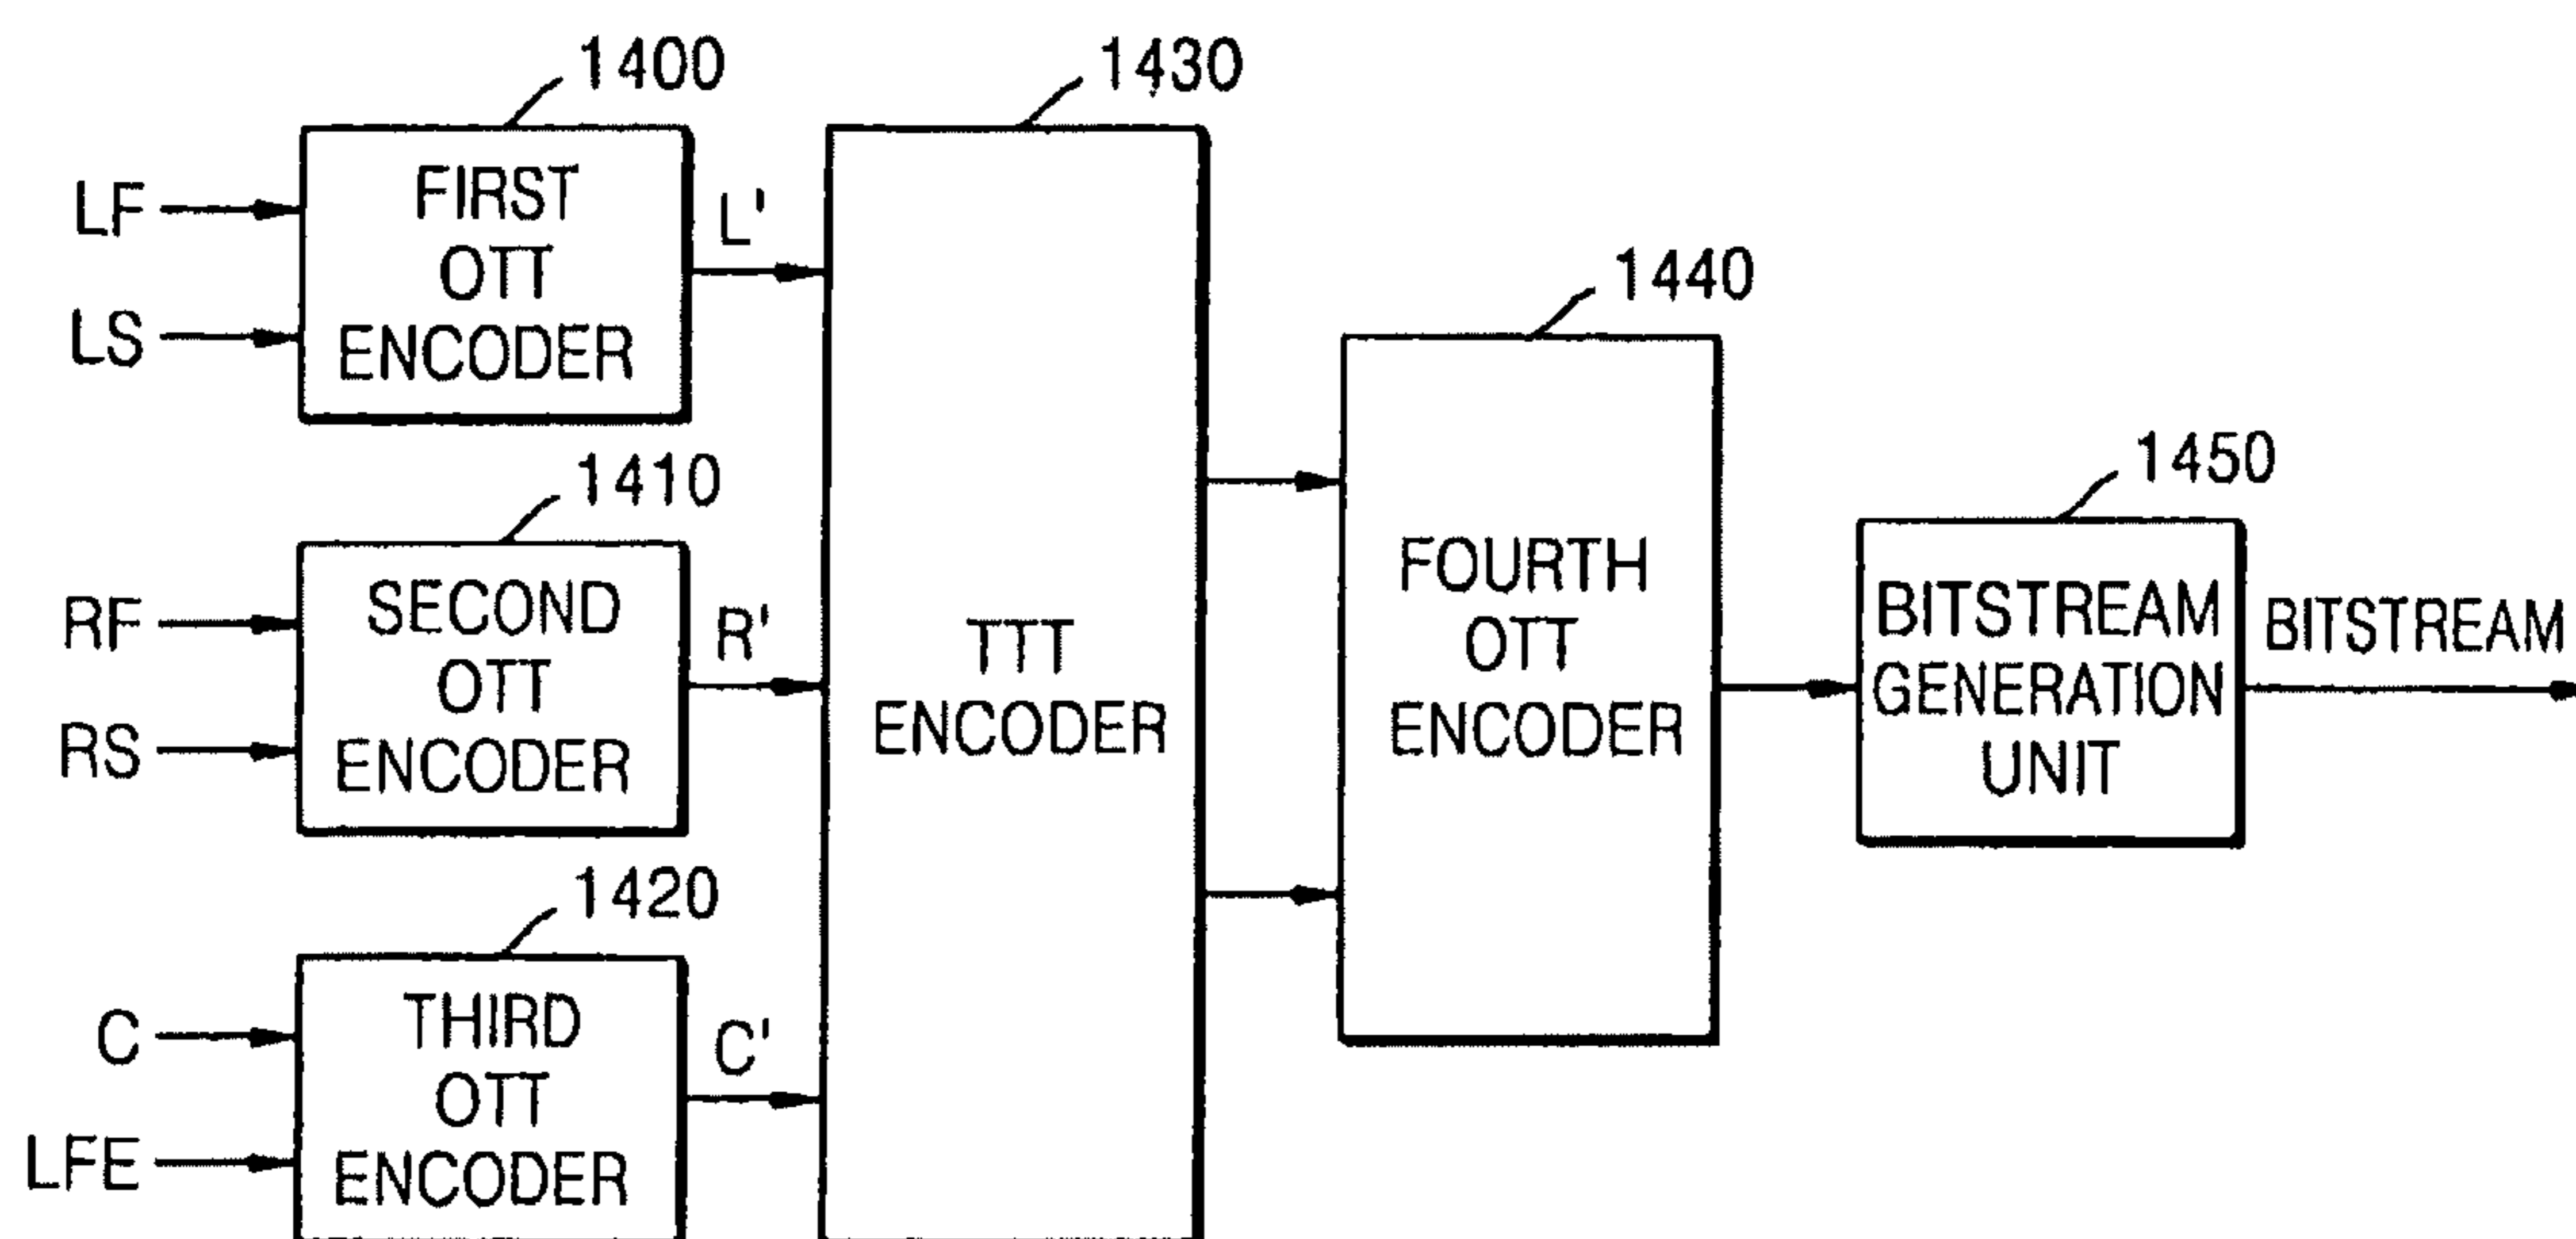 1400
1430
LF
LS
FIRST
OTT
ENCODER
L'
1440
1410
1450
RF
RS
SECOND
OTT
ENCODER
R'
TTT
ENCODER
FOURTH
OTT
ENCODER
BITSTREAM
GENERATION
UNIT
BITSTREAM
1420
C
LFE
THIRD
OTT
ENCODER
C'